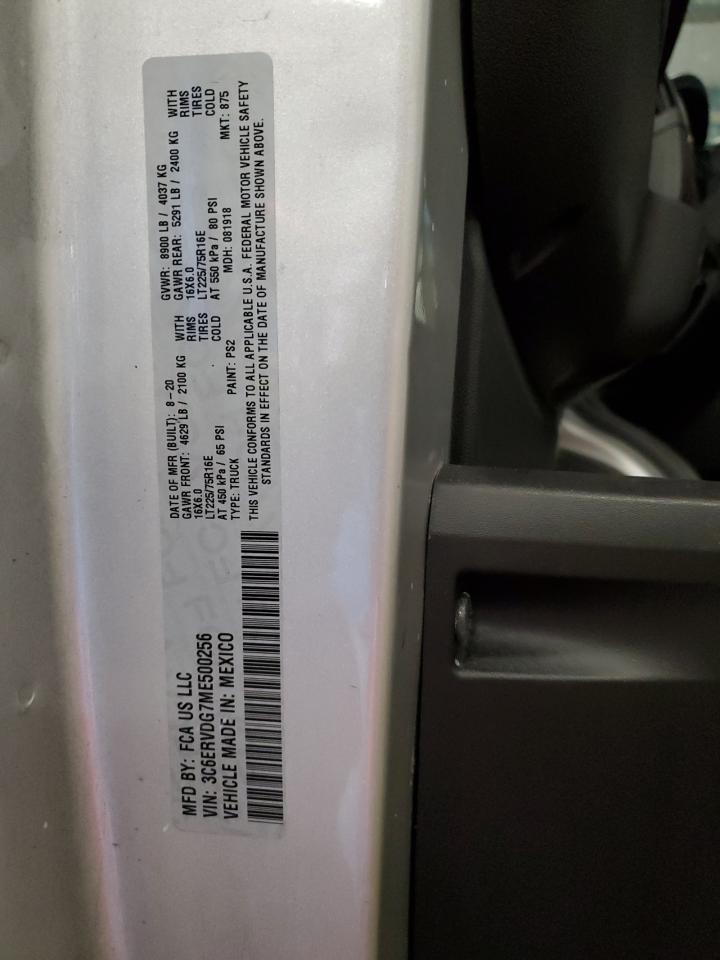 MFD BY: FCA US LLC
VIN: 3C6ERVDG7ME500256
VEHICLE MADE IN: MEXICO
DATE OF MFR (BUILT): 8-20 GVWR: 8900 LB / 4037 KG
GAWR FRONT: 4629 LB / 2100 KG WITH GAWR REAR: 5291 LB / 2400 KG WITH
16X6.0 RIMS 16X6.0 RIMS
LT225/75R16E TIRES LT225/75R16E TIRES
AT 450 kPa / 65 PSI COLD AT 550 kPa / 80 PSI COLD
TYPE: TRUCK PAINT: PS2 MDH: 081918 MKT: 875
THIS VEHICLE CONFORMS TO ALL APPLICABLE U.S.A. FEDERAL MOTOR VEHICLE SAFETY
STANDARDS IN EFFECT ON THE DATE OF MANUFACTURE SHOWN ABOVE.